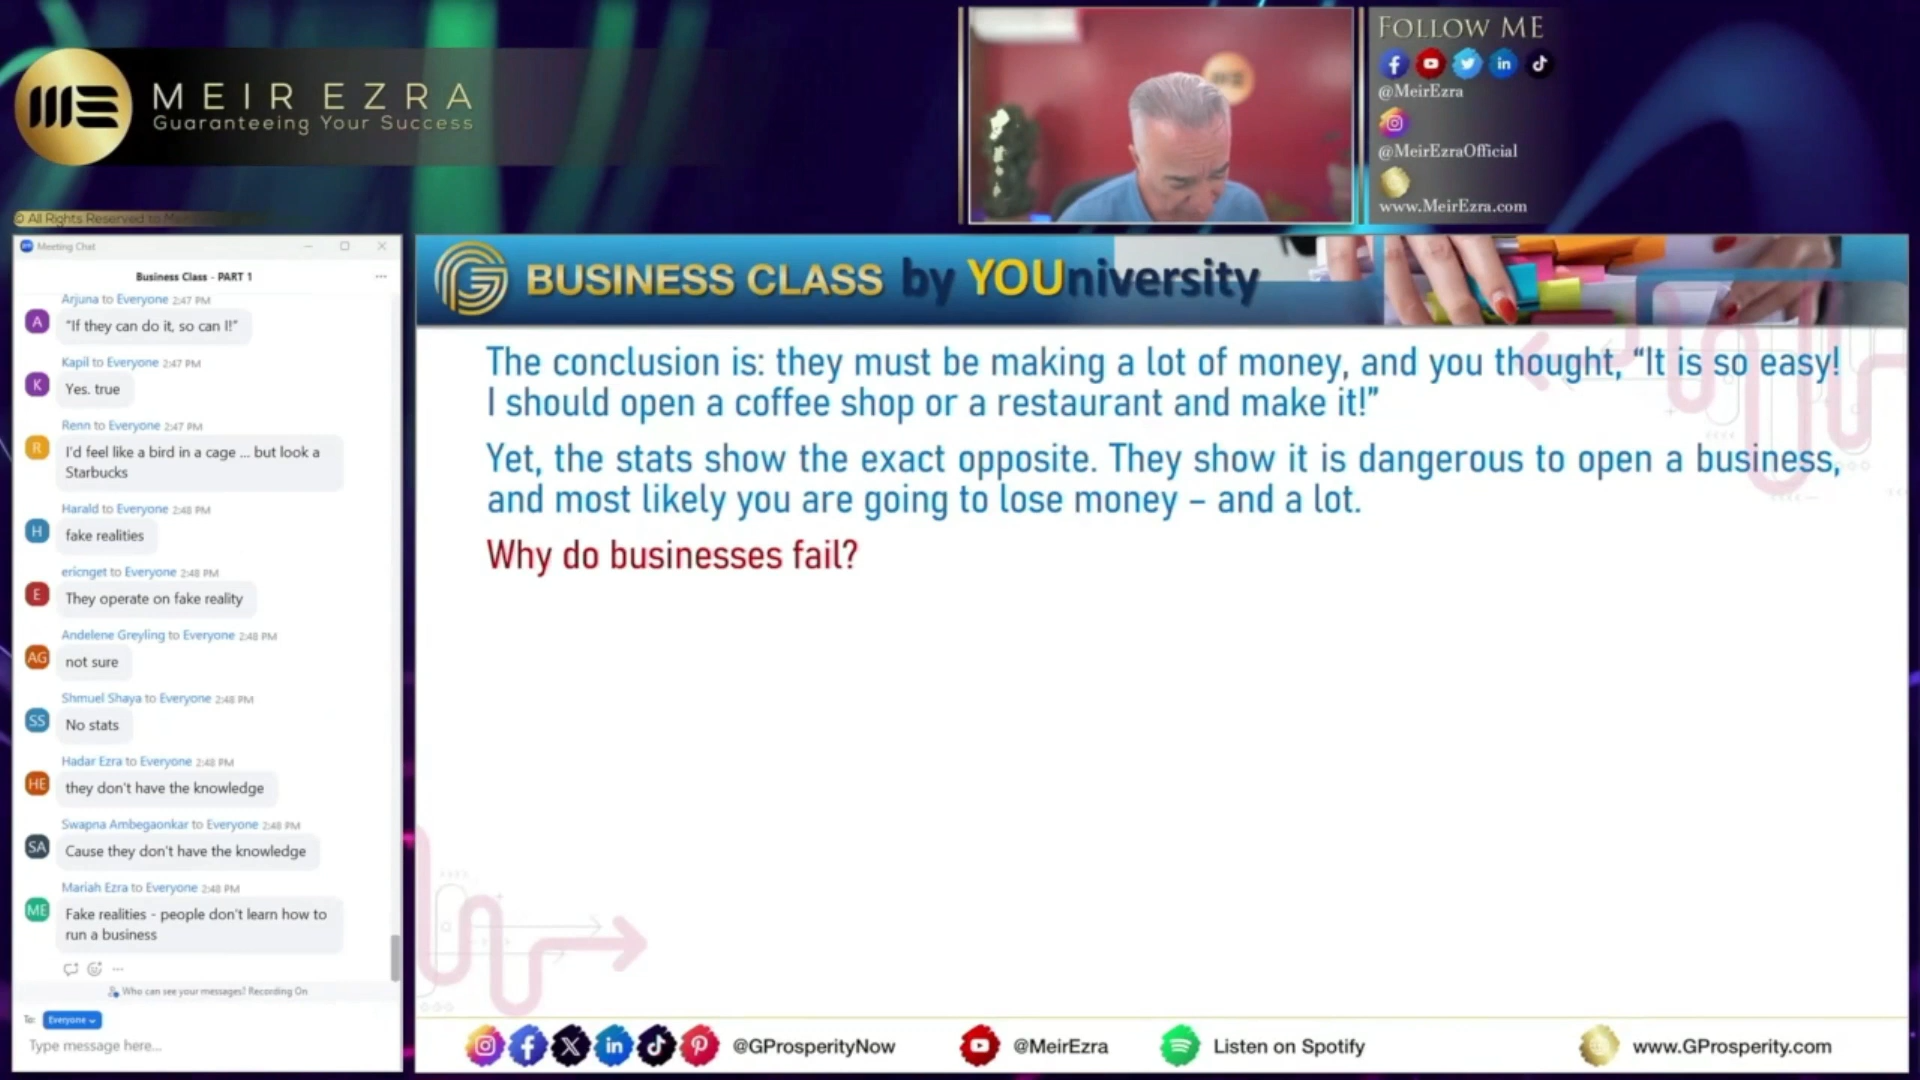 MEIR EZRA
Guaranteeing Your Success
© All Rights Reserved to
FOLLOW ME
@MeirEzra
@MeirEzraOfficial
www.MeirEzra.com
Meeting Chat
Business Class - PART 1
Arjuna to Everyone 2:47 PM
A
"If they can do it, so can I!"
Kapil to Everyone 2:47 PM
K
Yes. true
Renn to Everyone 2:47 PM
R
I'd feel like a bird in a cage ... but look a
Starbucks
Harald to Everyone 2:48 PM
H
fake realities
ericnget to Everyone 2:48 PM
E
They operate on fake reality
Andelene Greyling to Everyone 2:48 PM
AG
not sure
Shmuel Shaya to Everyone 2:48 PM
SS
No stats
Hadar Ezra to Everyone 2:48 PM
HE
they don't have the knowledge
Swapna Ambegaonkar to Everyone 2:48 PM
SA
Cause they don't have the knowledge
Mariah Ezra to Everyone 2:48 PM
ME
Fake realities - people don't learn how to
run a business
Who can see your messages? Recording On
To: Everyone
Type message here...
BUSINESS CLASS by YOUniversity
The conclusion is: they must be making a lot of money, and you thought, “It is so easy!
I should open a coffee shop or a restaurant and make it!”
Yet, the stats show the exact opposite. They show it is dangerous to open a business,
and most likely you are going to lose money – and a lot.
Why do businesses fail?
@GProsperityNow
@MeirEzra
Listen on Spotify
www.GProsperity.com